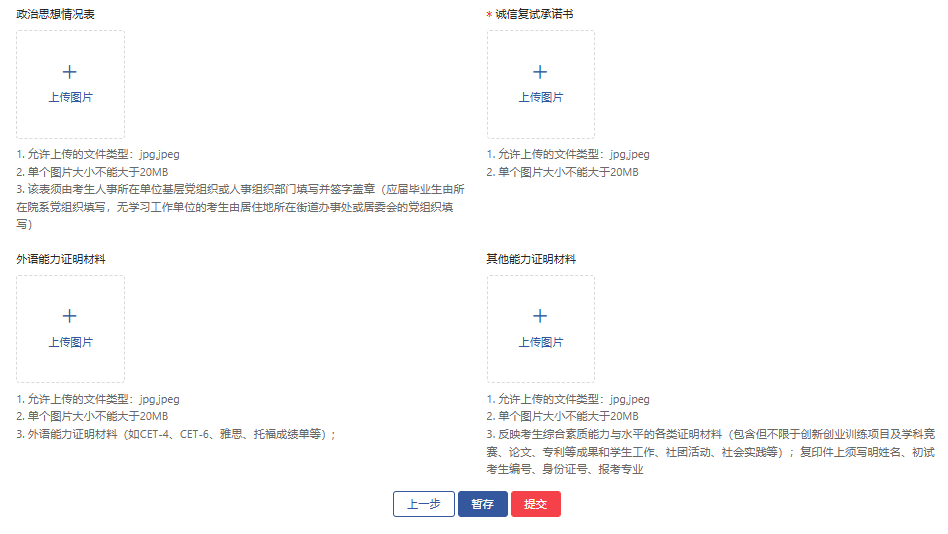 政治思想情况表
* 诚信复试承诺书
+
上传图片
+
上传图片
1. 允许上传的文件类型：jpg,jpeg
2. 单个图片大小不能大于20MB
3. 该表须由考生人事所在单位基层党组织或人事组织部门填写并签字盖章（应届毕业生由所
在院系党组织填写，无学习工作单位的考生由居住地所在街道办事处或居委会的党组织填
写）
1. 允许上传的文件类型：jpg,jpeg
2. 单个图片大小不能大于20MB
外语能力证明材料
其他能力证明材料
+
上传图片
+
上传图片
1. 允许上传的文件类型：jpg,jpeg
2. 单个图片大小不能大于20MB
3. 外语能力证明材料（如CET-4、CET-6、雅思、托福成绩单等）；
1. 允许上传的文件类型：jpg,jpeg
2. 单个图片大小不能大于20MB
3. 反映考生综合素质能力与水平的各类证明材料（包含但不限于创新创业训练项目及学科竞
赛、论文、专利等成果和学生工作、社团活动、社会实践等）；复印件上须写明姓名、初试
考生编号、身份证号、报考专业
上一步
暂存
提交